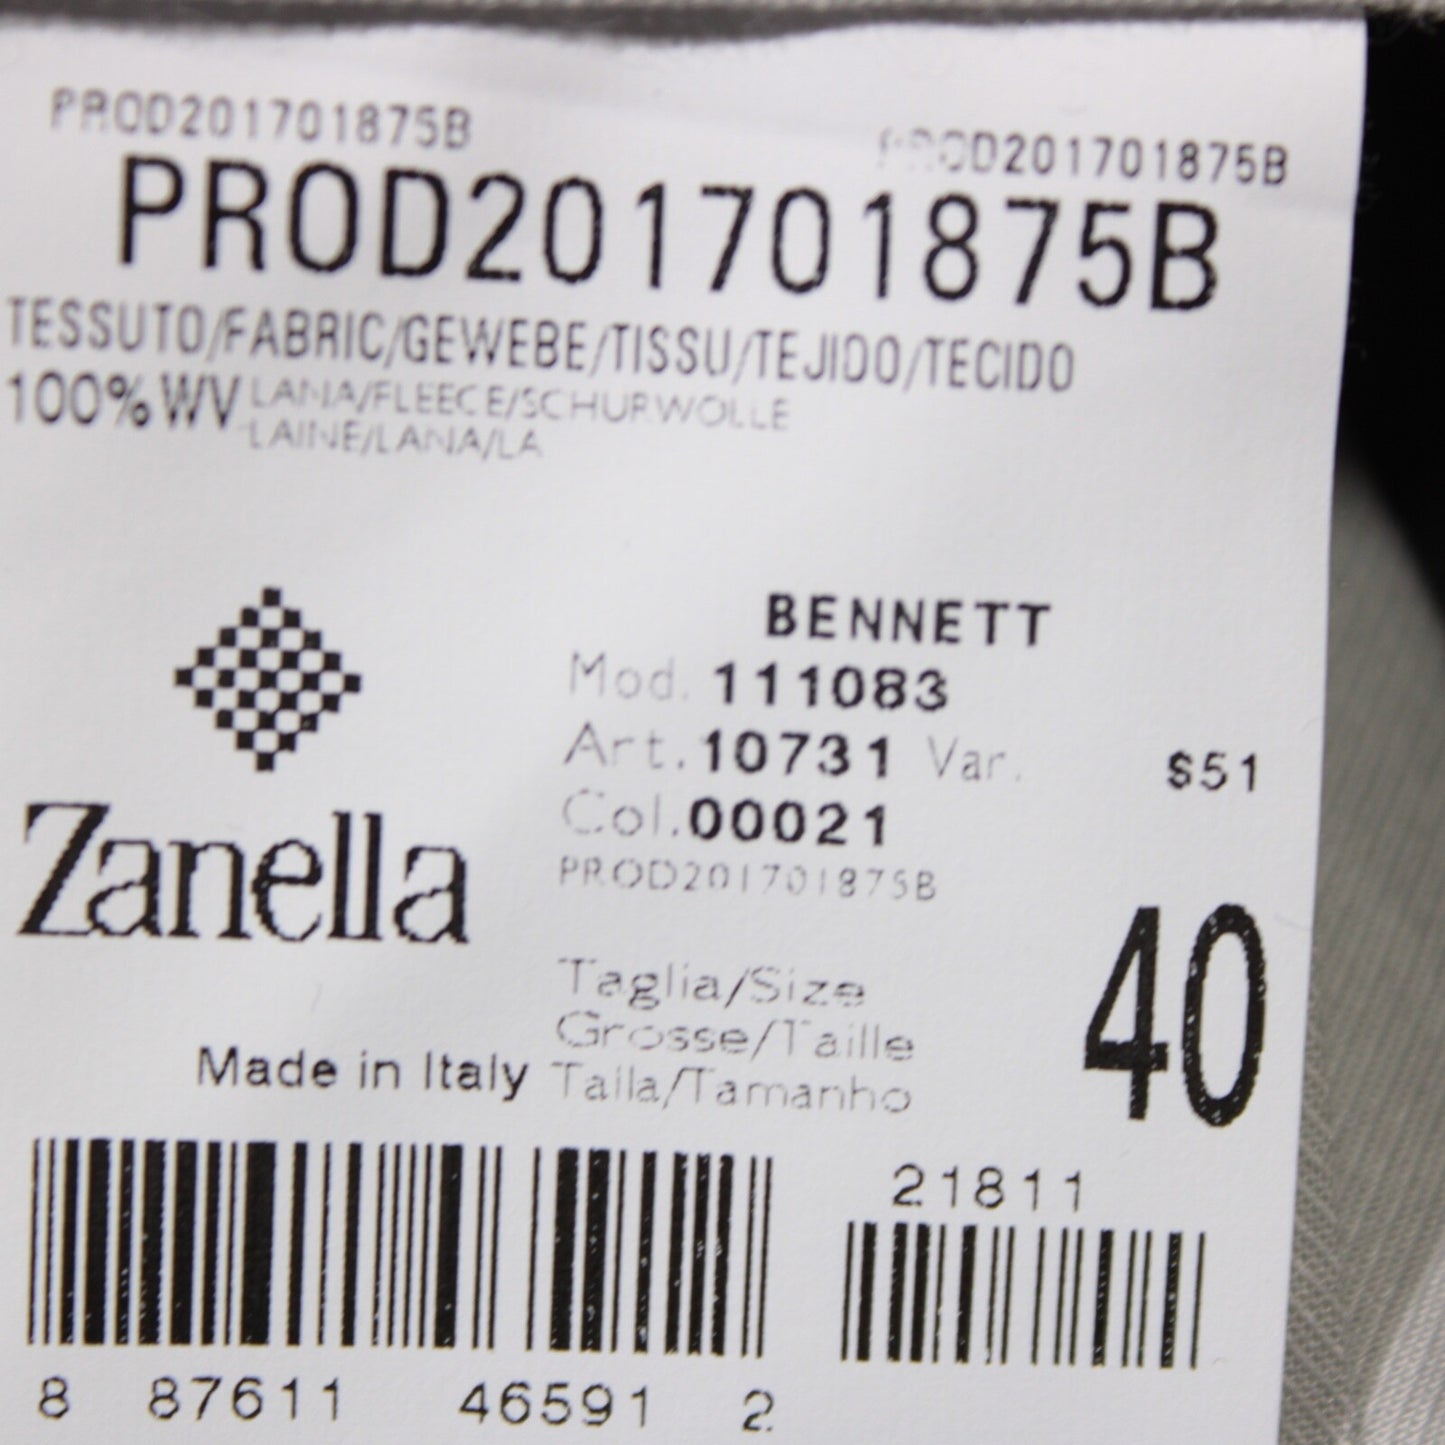 PROD201701875B
PROD201701875B
PROD201701875B
TESSUTO/FABRIC/GEWEBE/TISSU/TEJIDO/TECIDO
100% WV LANA/FLEECE/SCHURWOLLE
LAINE/LANA/LA
BENNETT
Mod. 111083
Art. 10731 Var. S51
Col. 00021
PROD201701875B
Zanella
Taglia/Size
Grosse/Taille
Talla/Tamanho
40
Made in Italy
21811
8 87611 46591 2